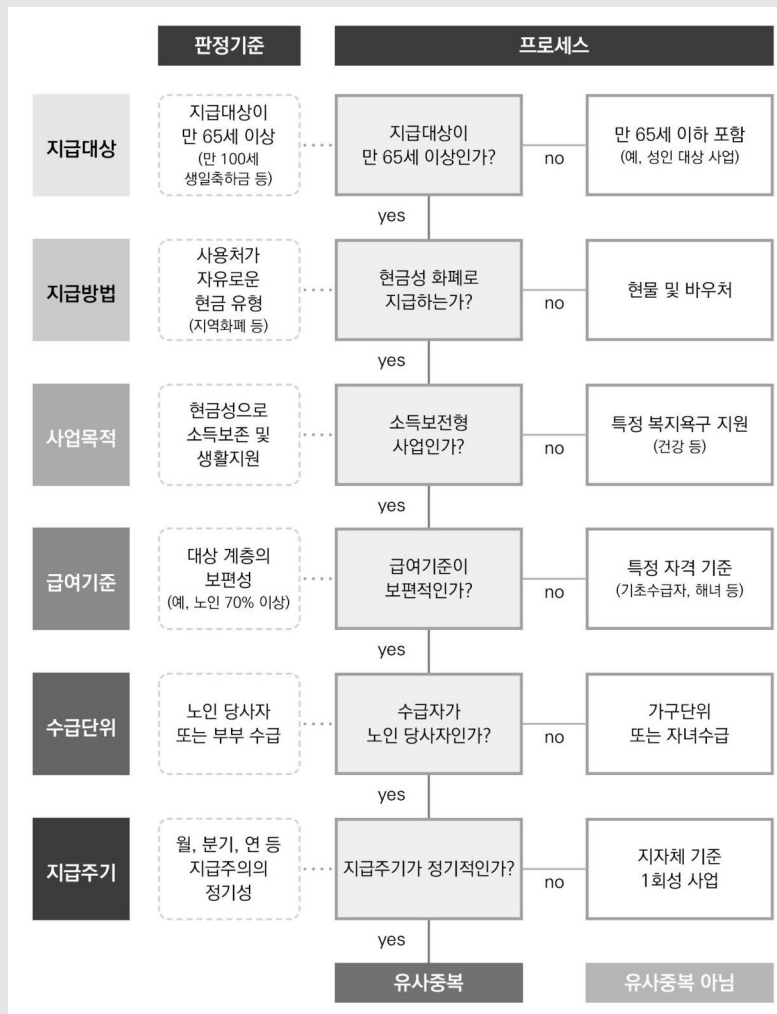 판정기준
프로세스
지급대상
지급대상이
만 65세 이상
(만 100세
생일축하금 등)
지급대상이
만 65세 이상인가?
no
만 65세 이하 포함
(예, 성인 대상 사업)
yes
지급방법
사용처가
자유로운
현금 유형
(지역화폐 등)
현금성 화폐로
지급하는가?
no
현물 및 바우처
yes
사업목적
현금성으로
소득보존 및
생활지원
소득보전형
사업인가?
no
특정 복지욕구 지원
(건강 등)
yes
급여기준
대상 계층의
보편성
(예, 노인 70% 이상)
급여기준이
보편적인가?
no
특정 자격 기준
(기초수급자, 해녀 등)
yes
수급단위
노인 당사자
또는 부부 수급
수급자가
노인 당사자인가?
no
가구단위
또는 자녀수급
yes
지급주기
월, 분기, 연 등
지급주의의
정기성
지급주기가 정기적인가?
no
지자체 기준
1회성 사업
yes
유사중복
유사중복 아님